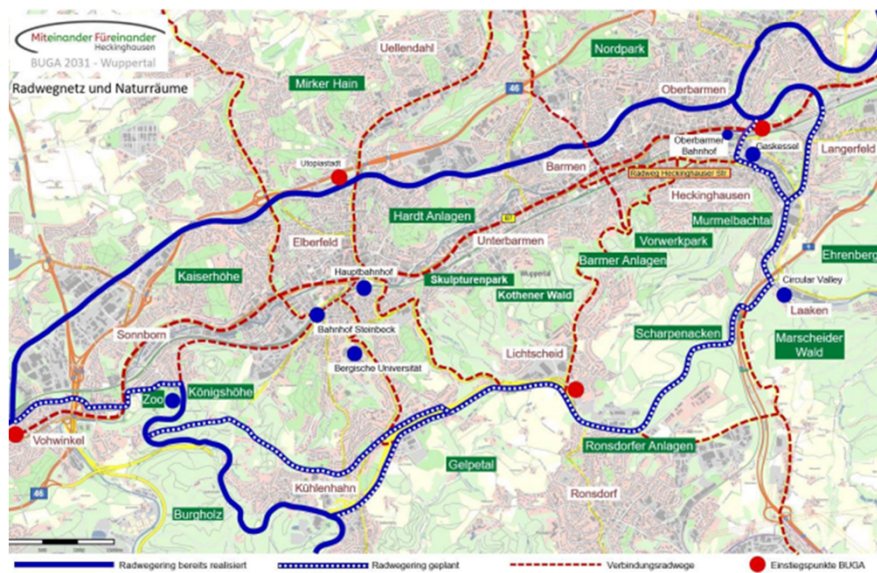 Miteinander Füreinander
Heckinghausen
BUGA 2031 - Wuppertal
Radwegnetz und Naturräume
Uellendahl
Nordpark
Mirker Hain
46
Oberbarmen
Utopiastadt
Barmen
Oberbarmer
Bahnhof
Gaskessel
Langerfeld
Radweg Heckinghauser Str.
Heckinghausen
Hardt Anlagen
B7
Murmelbachtal
Elberfeld
Unterbarmen
Vorwerkpark
Ehrenberg
Barmer Anlagen
Kaiserhöhe
Hauptbahnhof
Skulpturenpark
Wuppertal
Kothener Wald
Circular Valley
Laaken
Sonnborn
Bahnhof Steinbeck
Scharpenacken
Marscheider
Wald
Lichtscheid
Bergische Universität
Königshöhe
Zoo
Vohwinkel
Ronsdorfer Anlagen
Gelpetal
Kühlenhahn
Ronsdorf
46
Burgholz
Radwegering bereits realisiert
Radwegering geplant
Verbindungsradwege
Einstiegspunkte BUGA